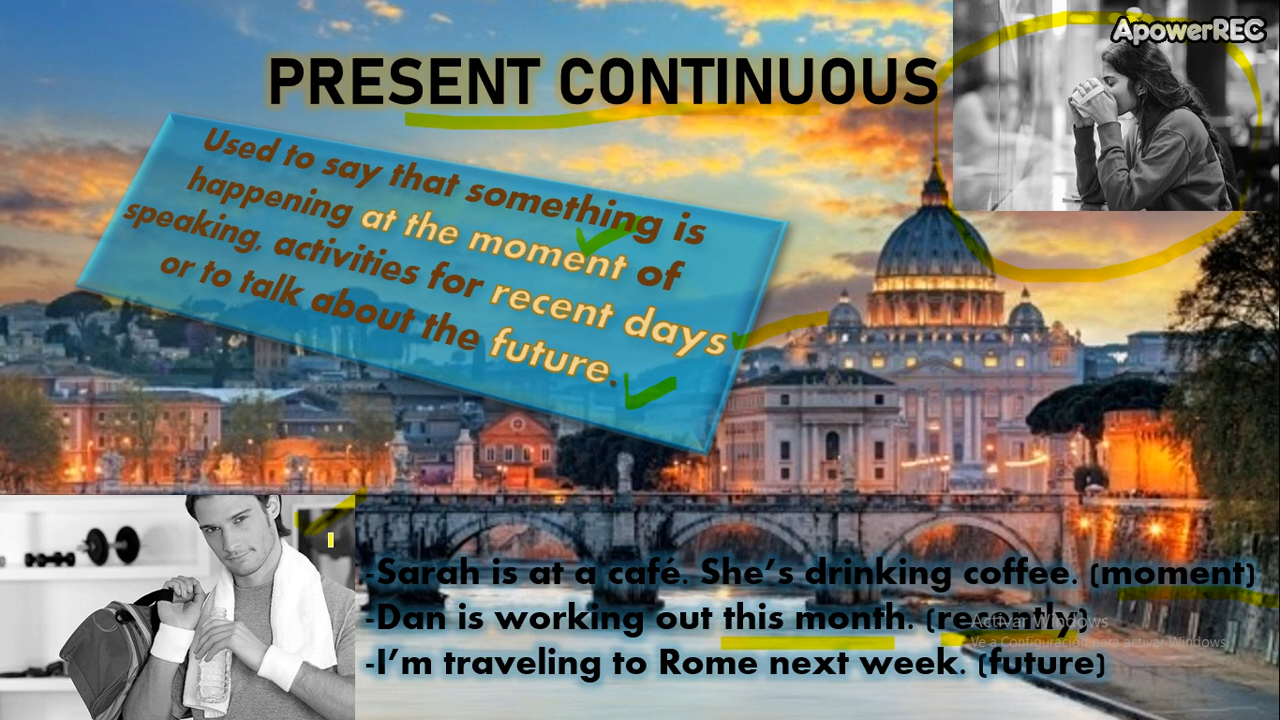 ApowerREC
PRESENT CONTINUOUS
Used to say that something is
happening at the moment of
speaking, activities for recent days
or to talk about the future.
-Sarah is at a café. She's drinking coffee. (moment)
-Dan is working out this month. (recently)
-I'm traveling to Rome next week. (future)
Activar Windows
Ve a Configuración para activar Windows.